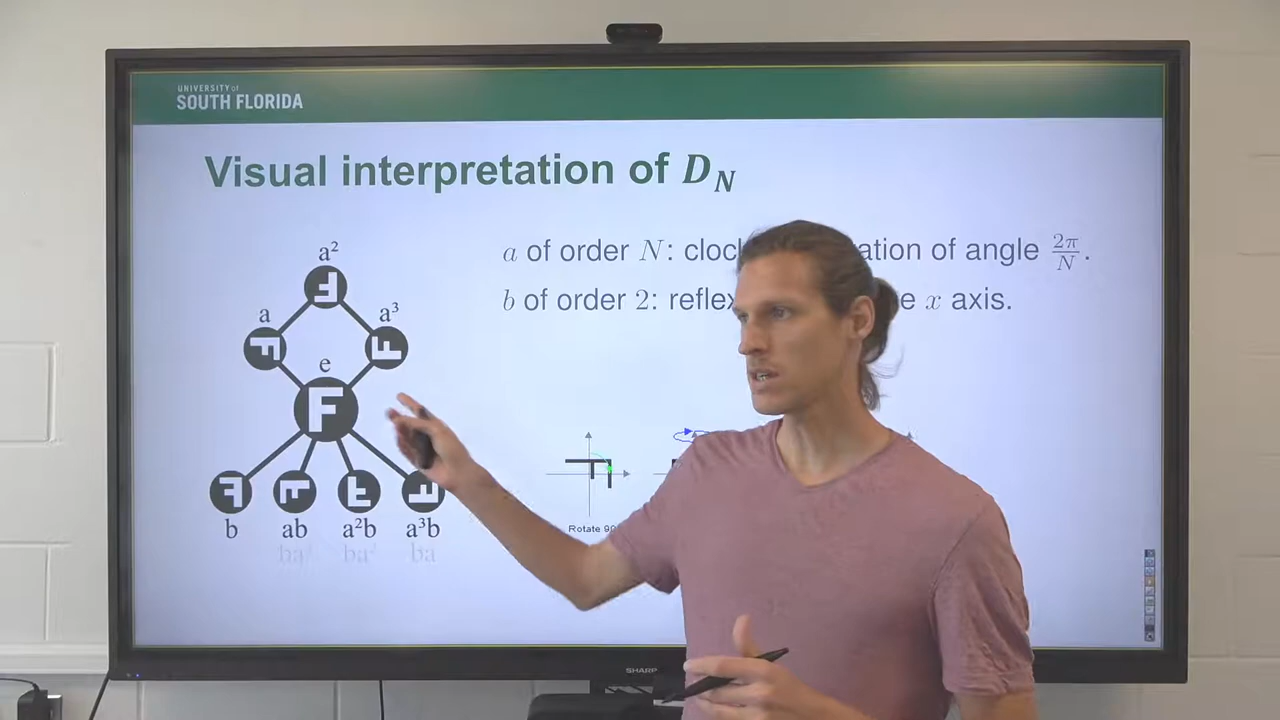 UNIVERSITY of
SOUTH FLORIDA
Visual interpretation of D_N
a of order N: cloc ation of angle 2π/N.
b of order 2: reflex e x axis.
a²
a
a³
e
F
b
ab
a²b
a³b
ba³
ba²
ba
Rotate 90
SHARP